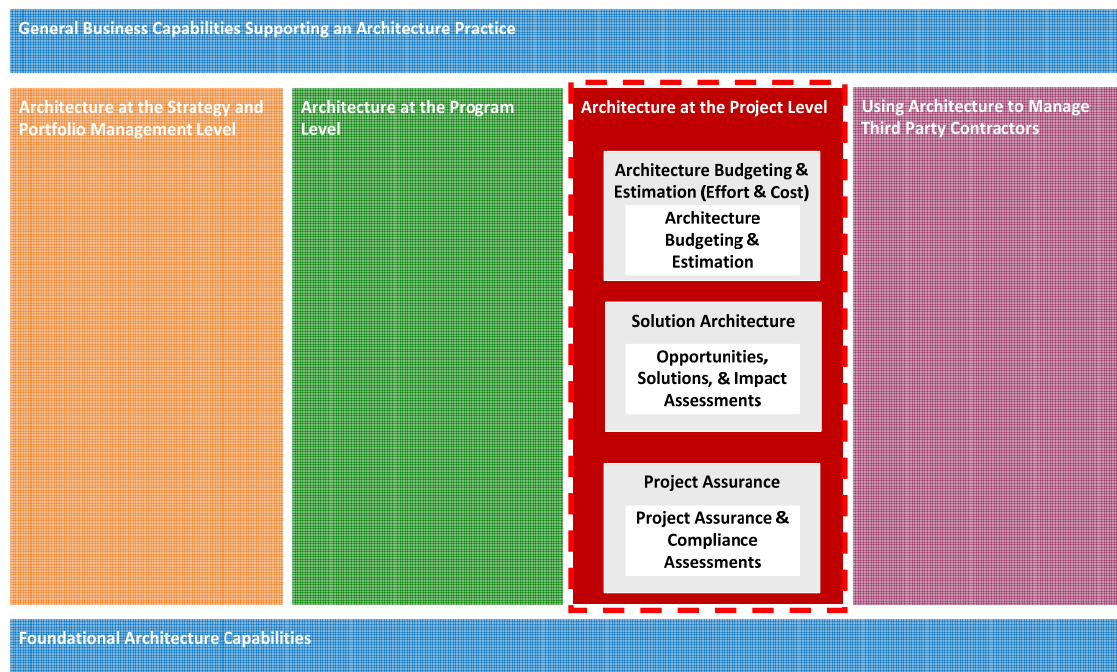 General Business Capabilities Supporting an Architecture Practice
Architecture at the Strategy and
Portfolio Management Level
Architecture at the Program
Level
Architecture at the Project Level
Architecture Budgeting &
Estimation (Effort & Cost)
Architecture
Budgeting &
Estimation
Solution Architecture
Opportunities,
Solutions, & Impact
Assessments
Project Assurance
Project Assurance &
Compliance
Assessments
Using Architecture to Manage
Third Party Contractors
Foundational Architecture Capabilities